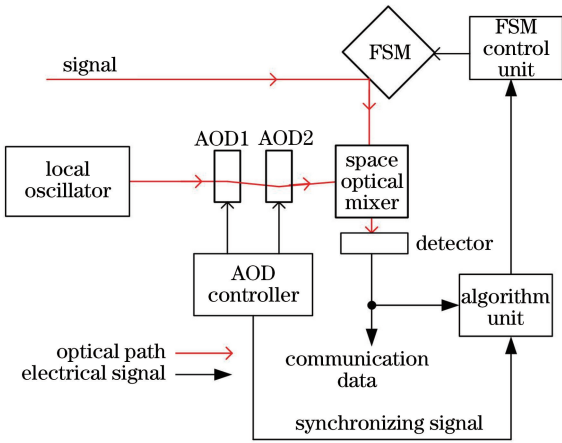 FSM
FSM
control
unit
signal
AOD1
AOD2
local
oscillator
space
optical
mixer
detector
AOD
controller
algorithm
unit
optical path
electrical signal
communication
data
synchronizing signal